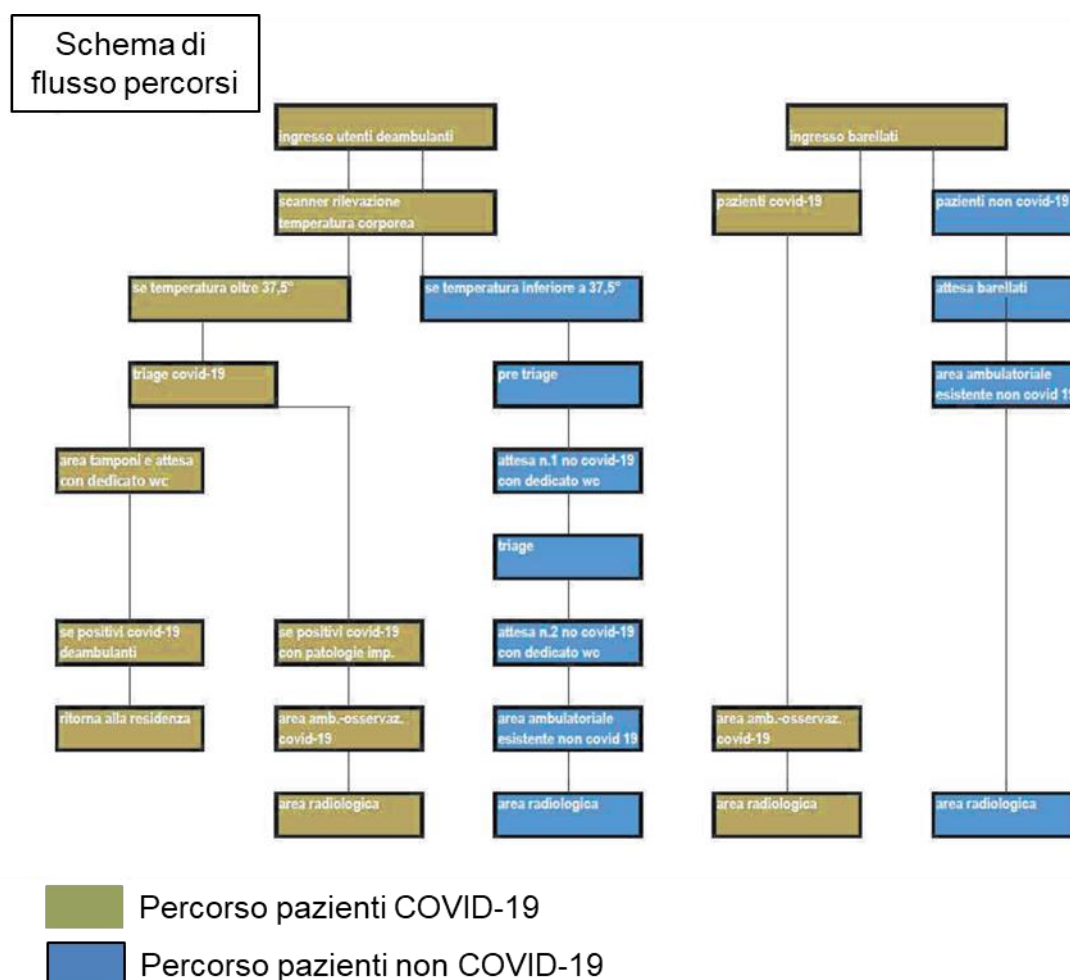 Schema di
flusso percorsi
ingresso utenti deambulanti
ingresso barellati
scanner rilevazione
temperatura corporea
pazienti covid-19
pazienti non covid-19
se temperatura oltre 37,5°
se temperatura inferiore a 37,5°
attesa barellati
triage covid-19
pre triage
area ambulatoriale
esistente non covid 19
area tamponi e attesa
con dedicato wc
attesa n.1 no covid-19
con dedicato wc
triage
se positivi covid-19
deambulanti
se positivi covid-19
con patologie imp.
attesa n.2 no covid-19
con dedicato wc
ritorna alla residenza
area amb.-osservaz.
covid-19
area ambulatoriale
esistente non covid 19
area amb.-osservaz.
covid-19
area radiologica
area radiologica
area radiologica
area radiologica
Percorso pazienti COVID-19
Percorso pazienti non COVID-19